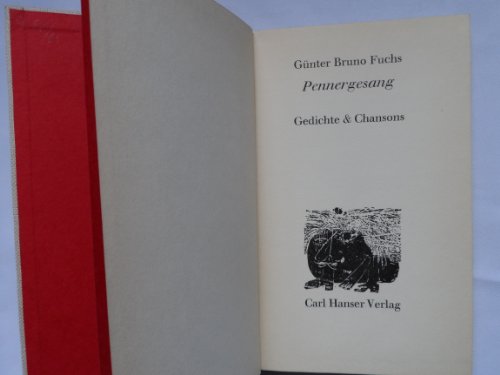 Günter Bruno Fuchs
Pennergesang
Gedichte & Chansons
Carl Hanser Verlag